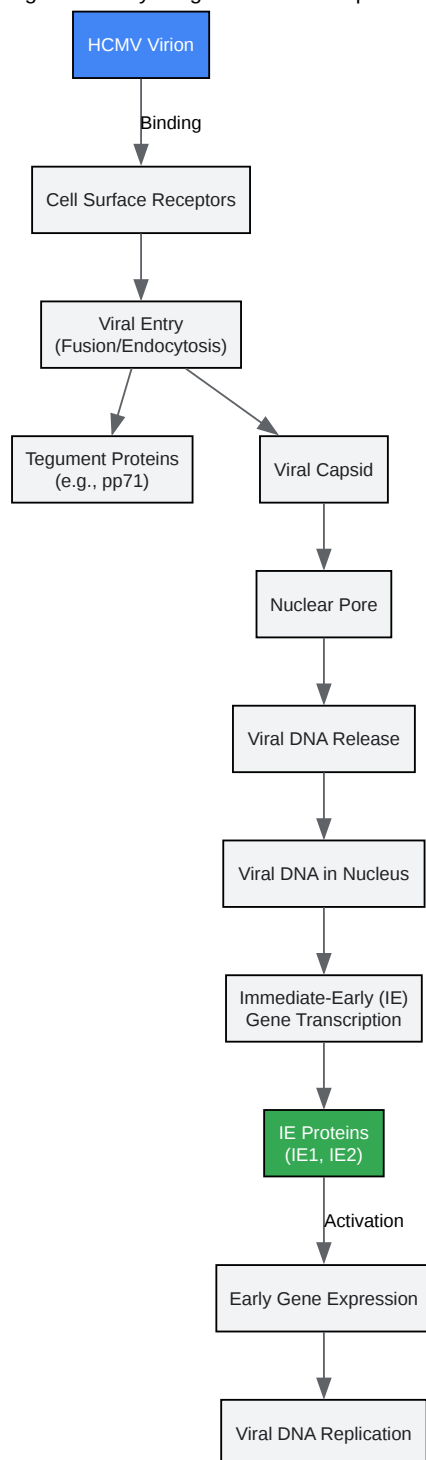 HCMV Virion
Binding
Cell Surface Receptors
Viral Entry
(Fusion/Endocytosis)
Tegument Proteins
(e.g., pp71)
Viral Capsid
Nuclear Pore
Viral DNA Release
Viral DNA in Nucleus
Immediate-Early (IE)
Gene Transcription
IE Proteins
(IE1, IE2)
Activation
Early Gene Expression
Viral DNA Replication